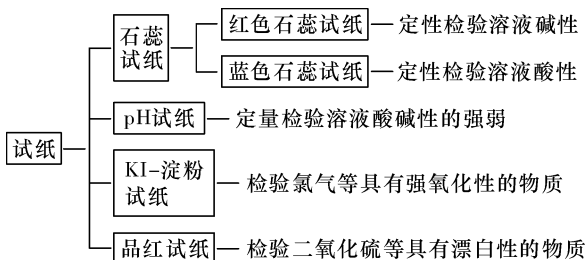 石蕊试纸
红色石蕊试纸
定性检验溶液碱性
蓝色石蕊试纸
定性检验溶液酸性
pH试纸
定量检验溶液酸碱性的强弱
试纸
KI-淀粉试纸
检验氯气等具有强氧化性的物质
品红试纸
检验二氧化硫等具有漂白性的物质